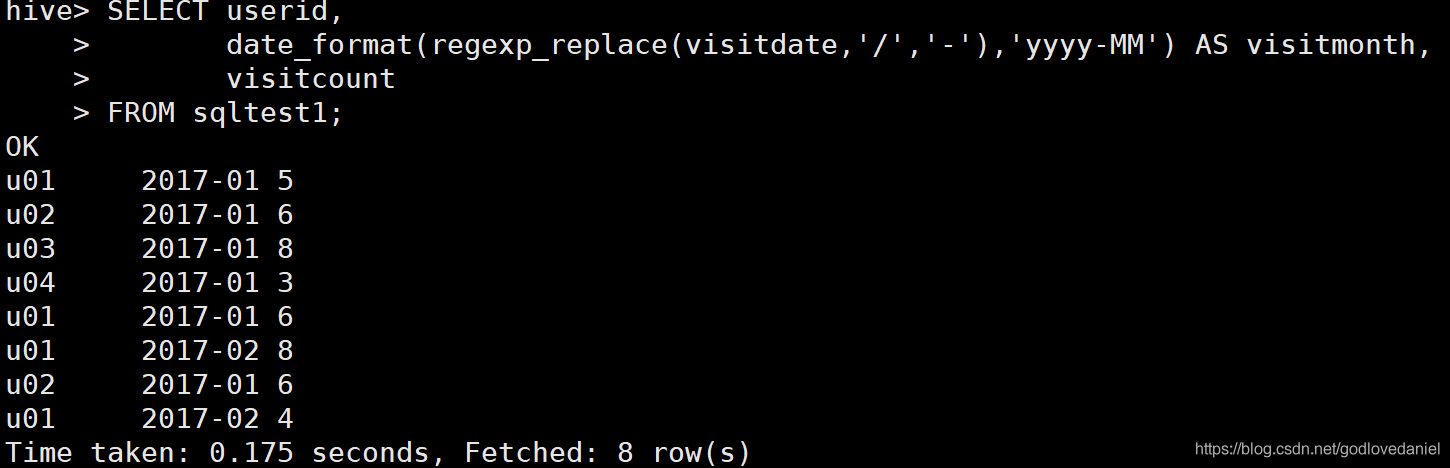 hive> SELECT userid,
    >        date_format(regexp_replace(visitdate,'/','-'),'yyyy-MM') AS visitmonth,
    >        visitcount
    > FROM sqltest1;
OK
u01     2017-01 5
u02     2017-01 6
u03     2017-01 8
u04     2017-01 3
u01     2017-01 6
u01     2017-02 8
u02     2017-01 6
u01     2017-02 4
Time taken: 0.175 seconds, Fetched: 8 row(s)
https://blog.csdn.net/godlovedaniel